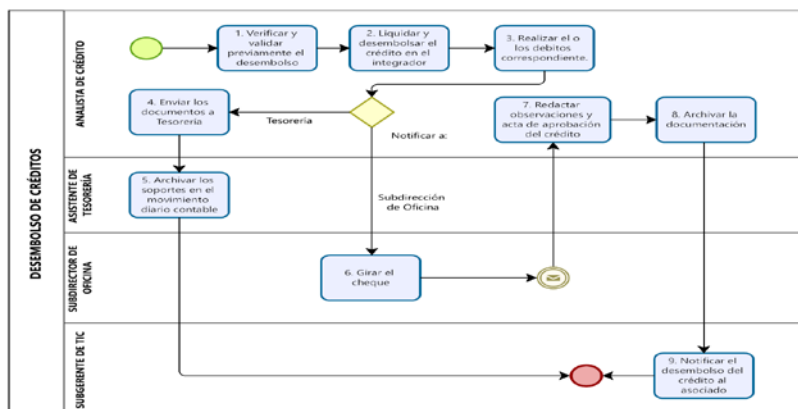 DESEMBOLSO DE CRÉDITOS
ANALISTA DE CRÉDITO
1. Verificar y
validar
previamente el
desembolso
2. Liquidar y
desembolsar el
crédito en el
integrador
3. Realizar el o
los debitos
correspondiente.
4. Enviar los
documentos a
Tesorería
Tesorería
Notificar a:
7. Redactar
observaciones y
acta de aprobación
del crédito
8. Archivar la
documentación
ASISTENTE DE
TESORERÍA
5. Archivar los
soportes en el
movimiento
diario contable
Subdirección
de Oficina
SUBDIRECTOR DE
OFICINA
6. Girar el
cheque
SUBGERENTE DE TIC
9. Notificar el
desembolso del
crédito al
asociado